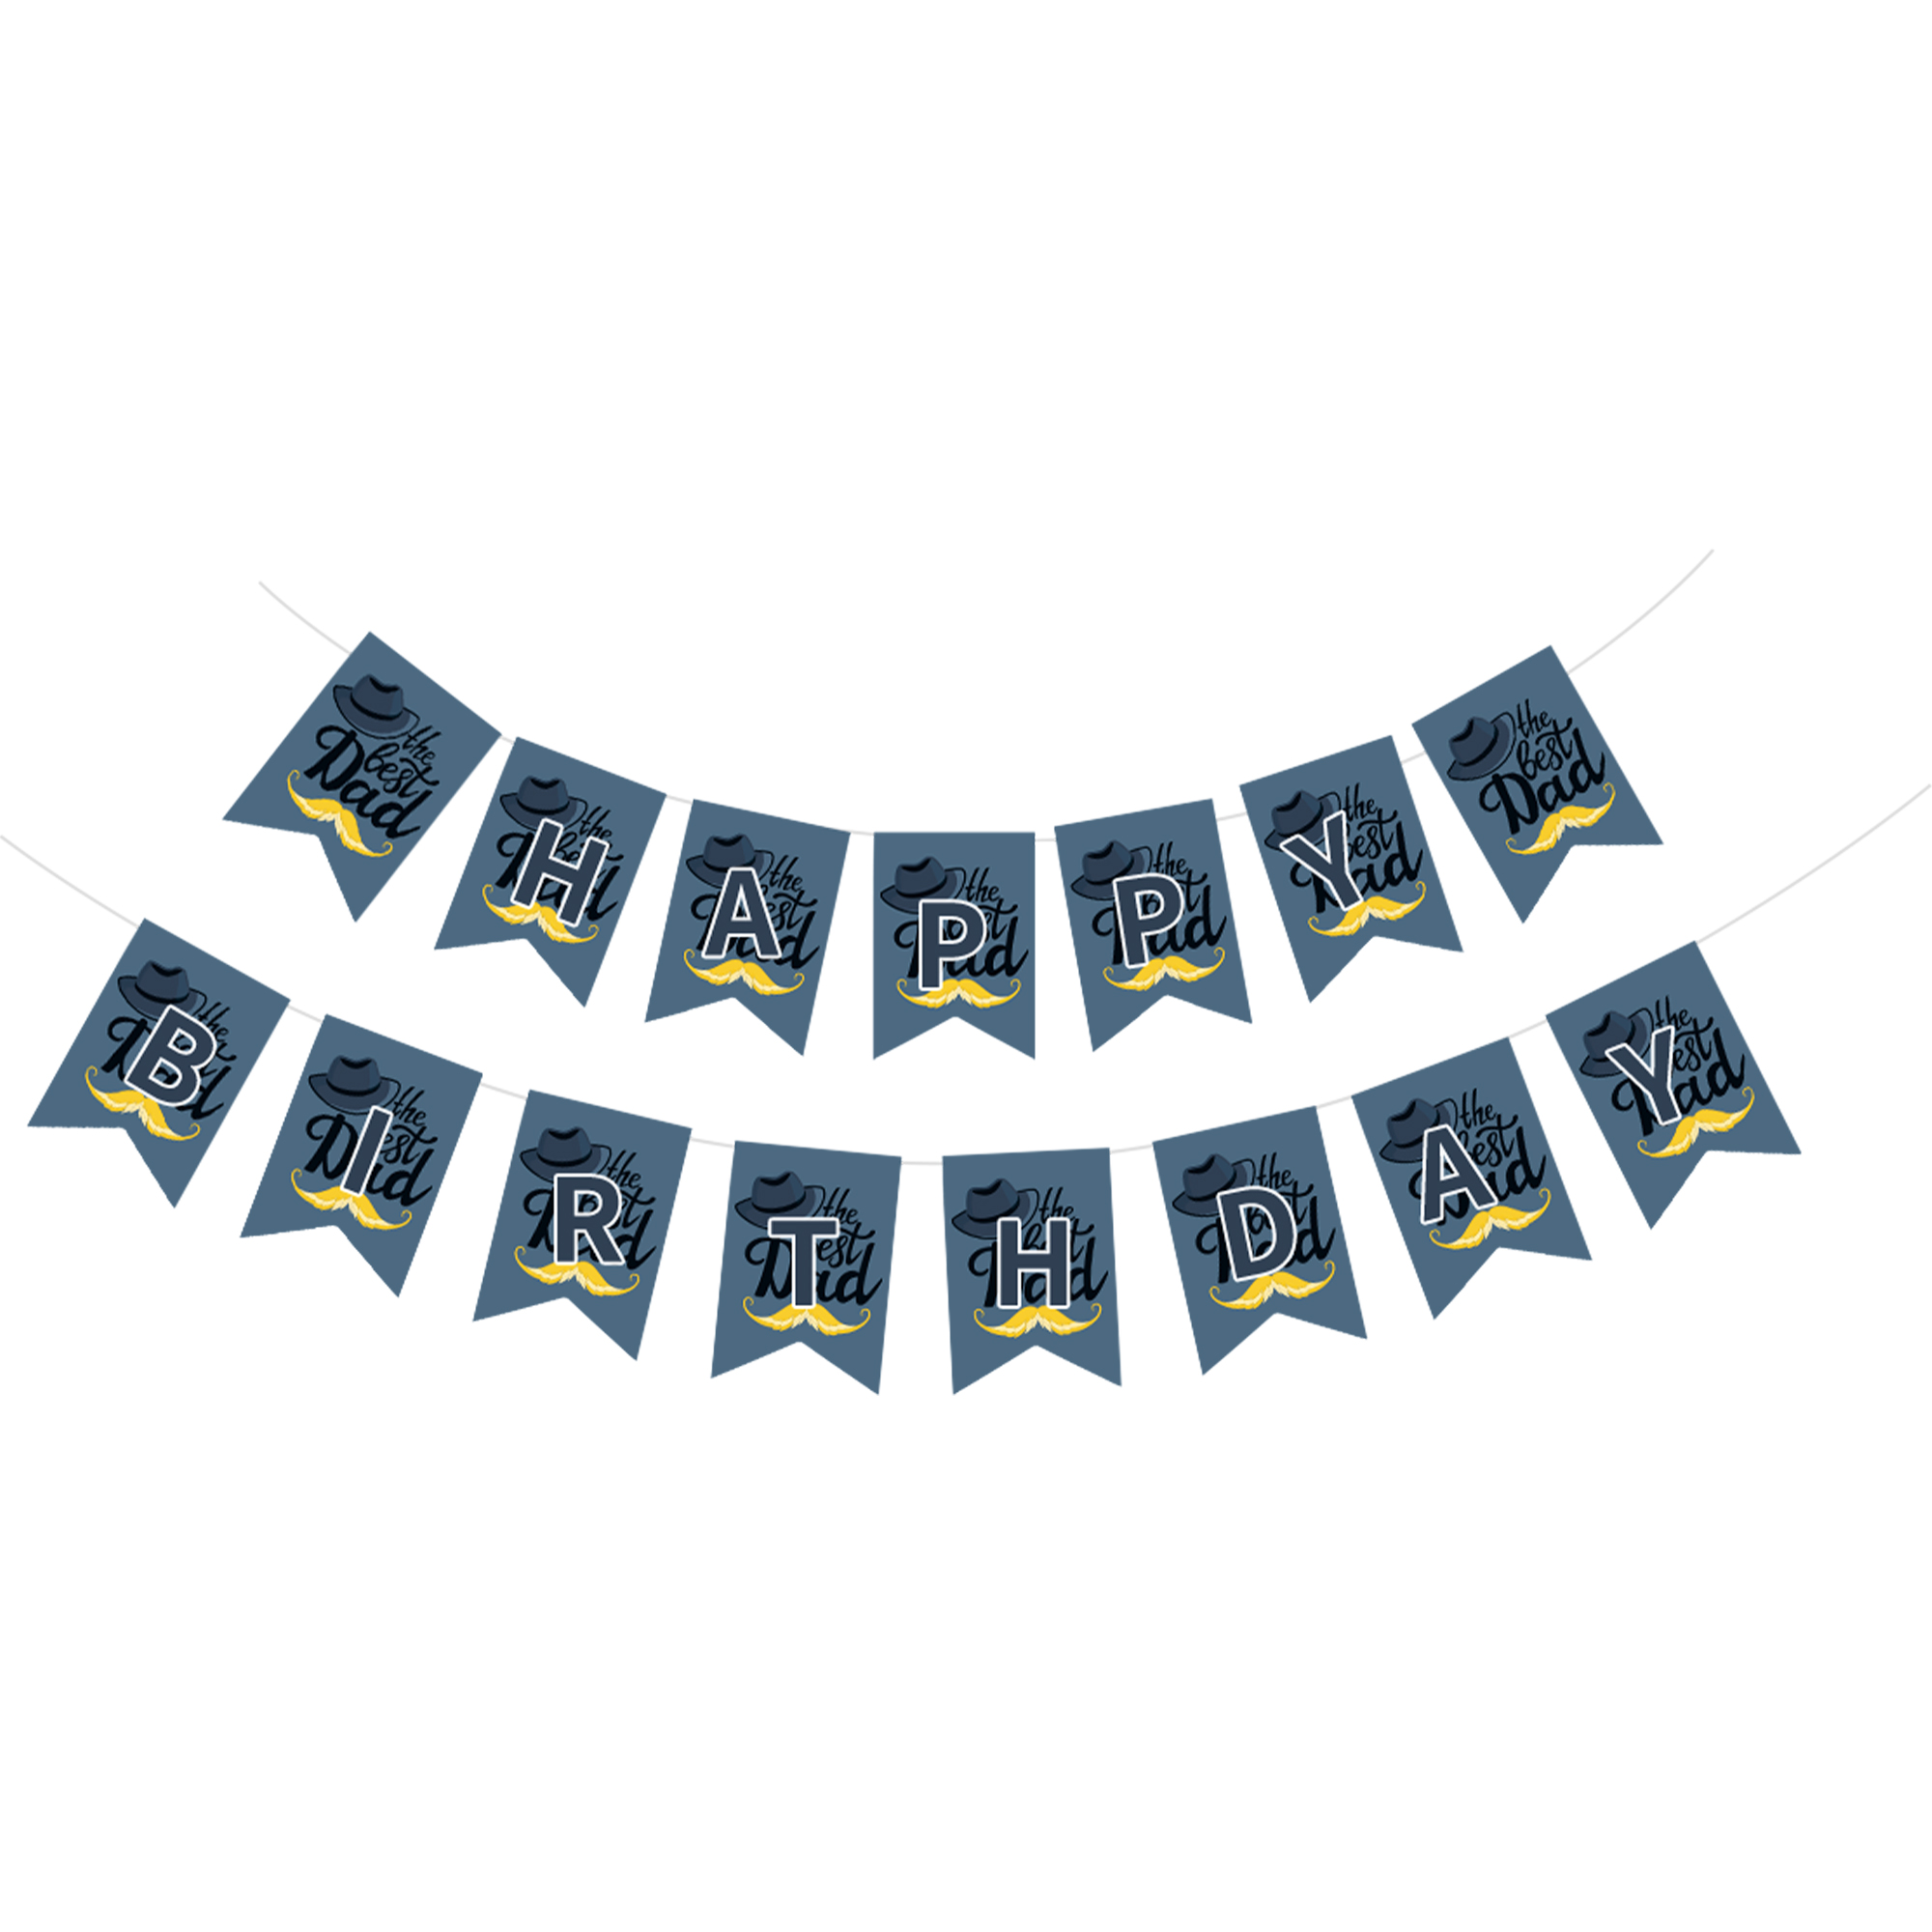 the best Dad
HAPPY
the best Dad
BIRTHDAY